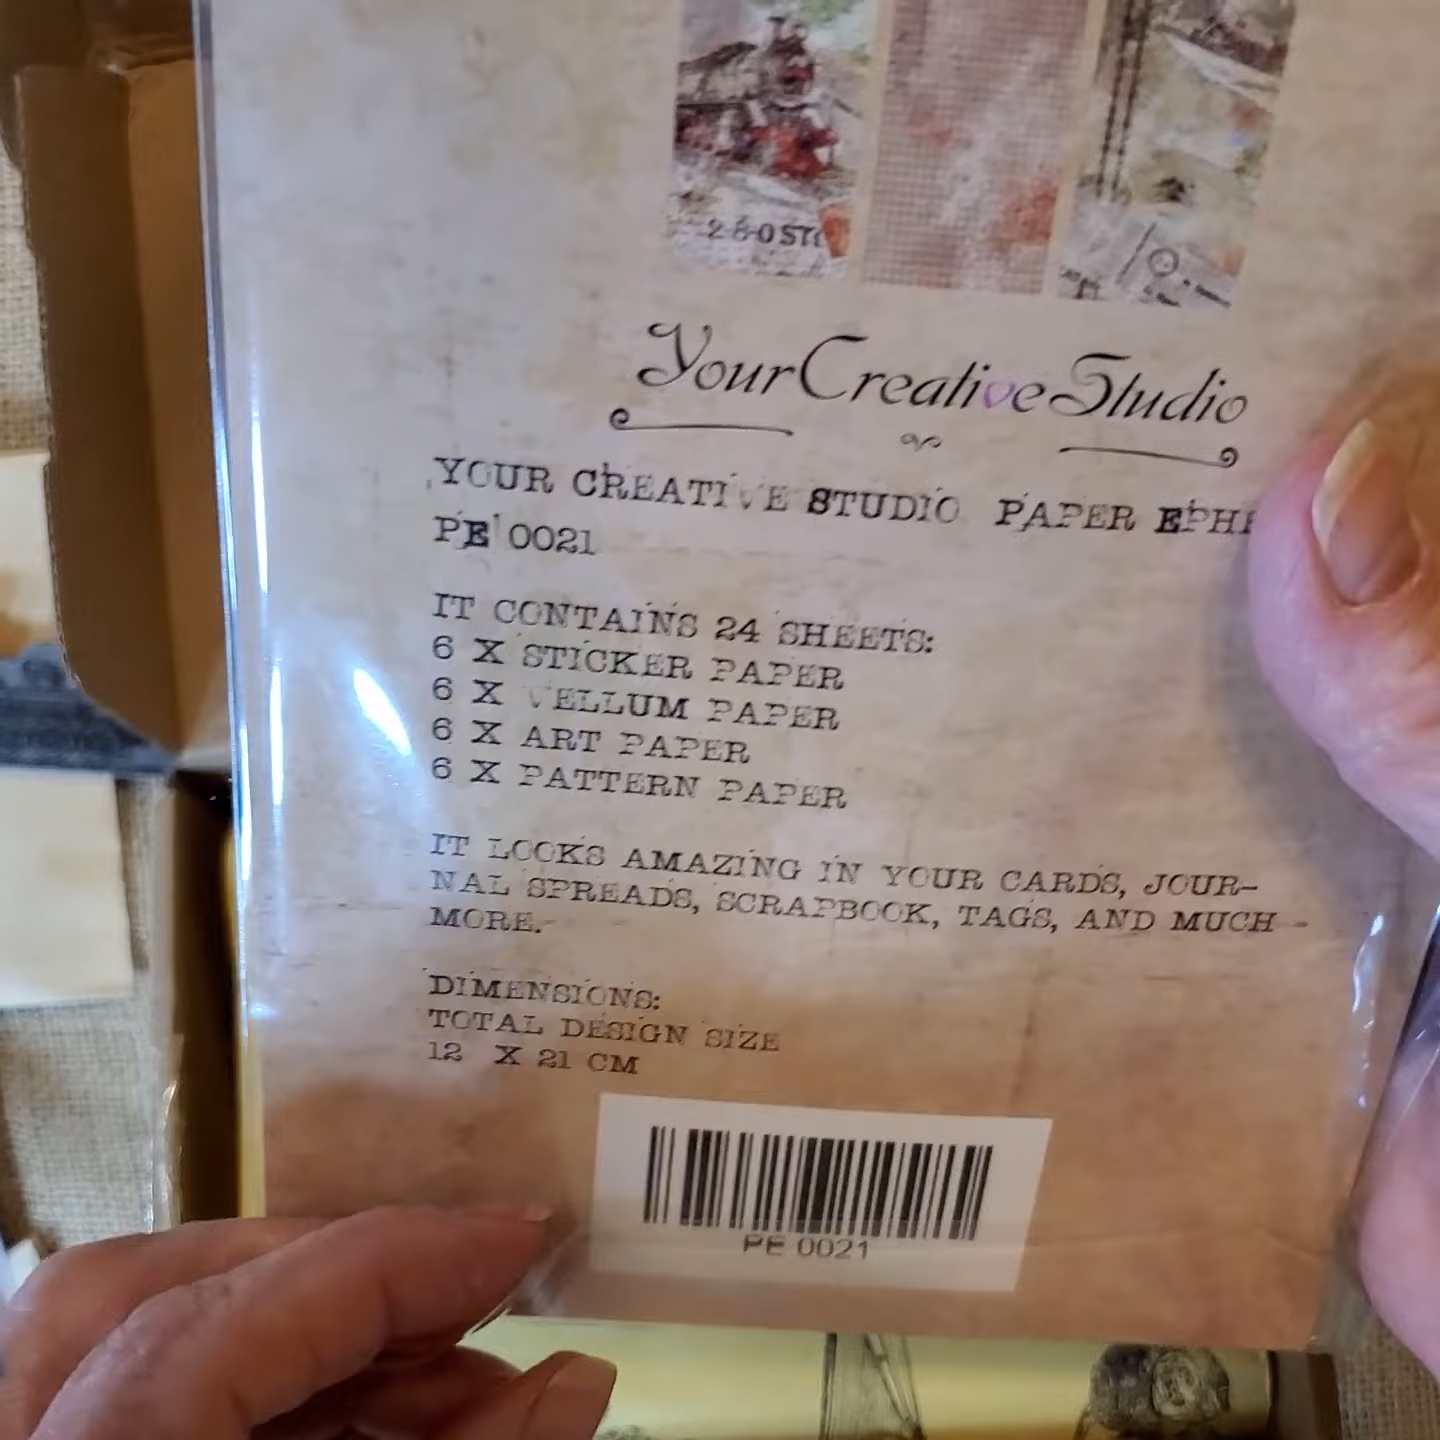 YourCreativeStudio
YOUR CREATIVE STUDIO PAPER
PE 0021
IT CONTAINS 24 SHEETS:
6 X STICKER PAPER
6 X VELLUM PAPER
6 X ART PAPER
6 X PATTERN PAPER
IT LOOKS AMAZING IN YOUR CARDS, JOUR-
NAL SPREADS, SCRAPBOOK, TAGS, AND MUCH
MORE.
DIMENSIONS:
TOTAL DESIGN SIZE
12 X 21 CM
PE 0021